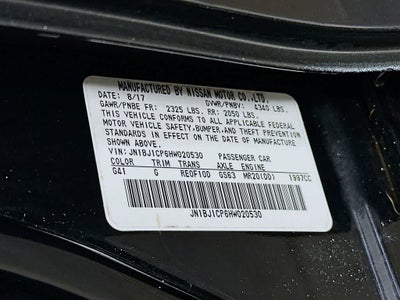 MANUFACTURED BY NISSAN MOTOR CO.,LTD.
DATE: 8/17 GVWR/PNBV: 4340 LBS.
GAWR/PNBE FR: 2325 LBS. RR: 2050 LBS.
THIS VEHICLE CONFORMS TO ALL APPLICABLE FEDERAL
MOTOR VEHICLE SAFETY,BUMPER,AND THEFT PREVENTION
STANDARDS IN EFFECT ON THE DATE OF MANUFACTURE
SHOWN ABOVE.
VIN: JN1BJ1CP6HW020530 PASSENGER CAR
COLOR TRIM TRANS AXLE ENGINE
G41 G RE0F10D GS63 MR20(DD) 1997CC
JN1BJ1CP6HW020530